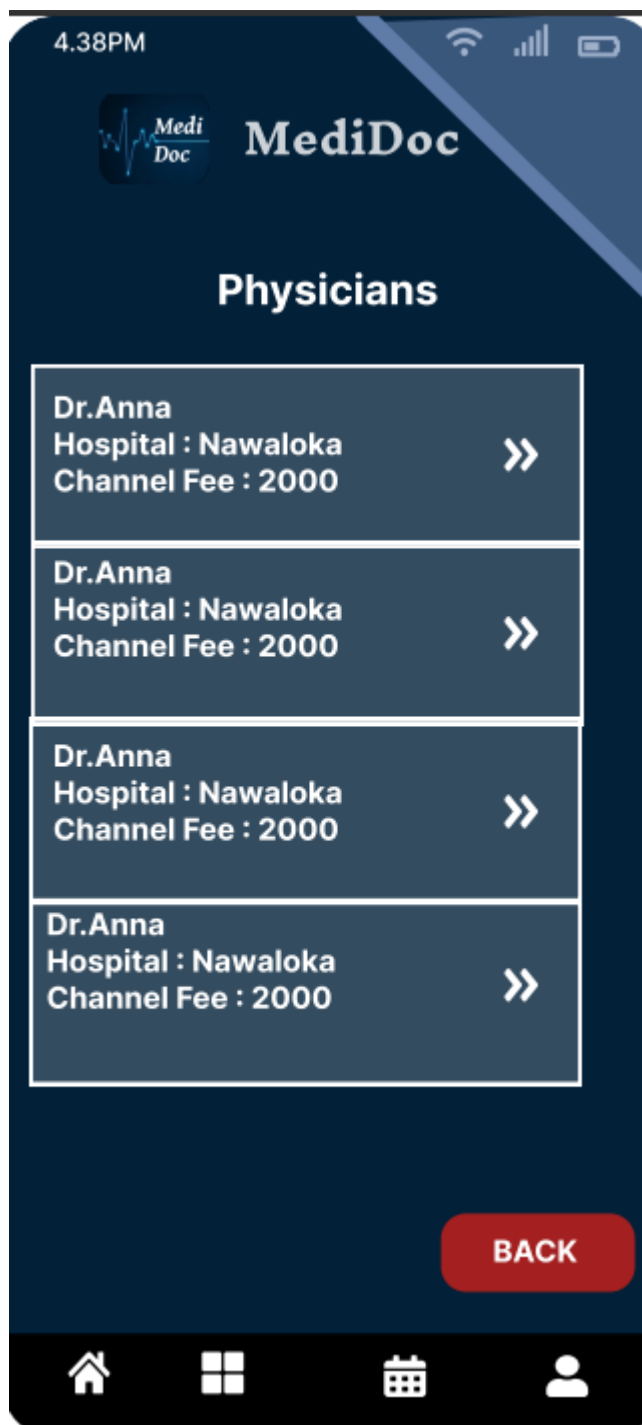 4.38PM
Medi
Doc
MediDoc
Physicians
Dr.Anna
Hospital : Nawaloka
Channel Fee : 2000
Dr.Anna
Hospital : Nawaloka
Channel Fee : 2000
Dr.Anna
Hospital : Nawaloka
Channel Fee : 2000
Dr.Anna
Hospital : Nawaloka
Channel Fee : 2000
BACK